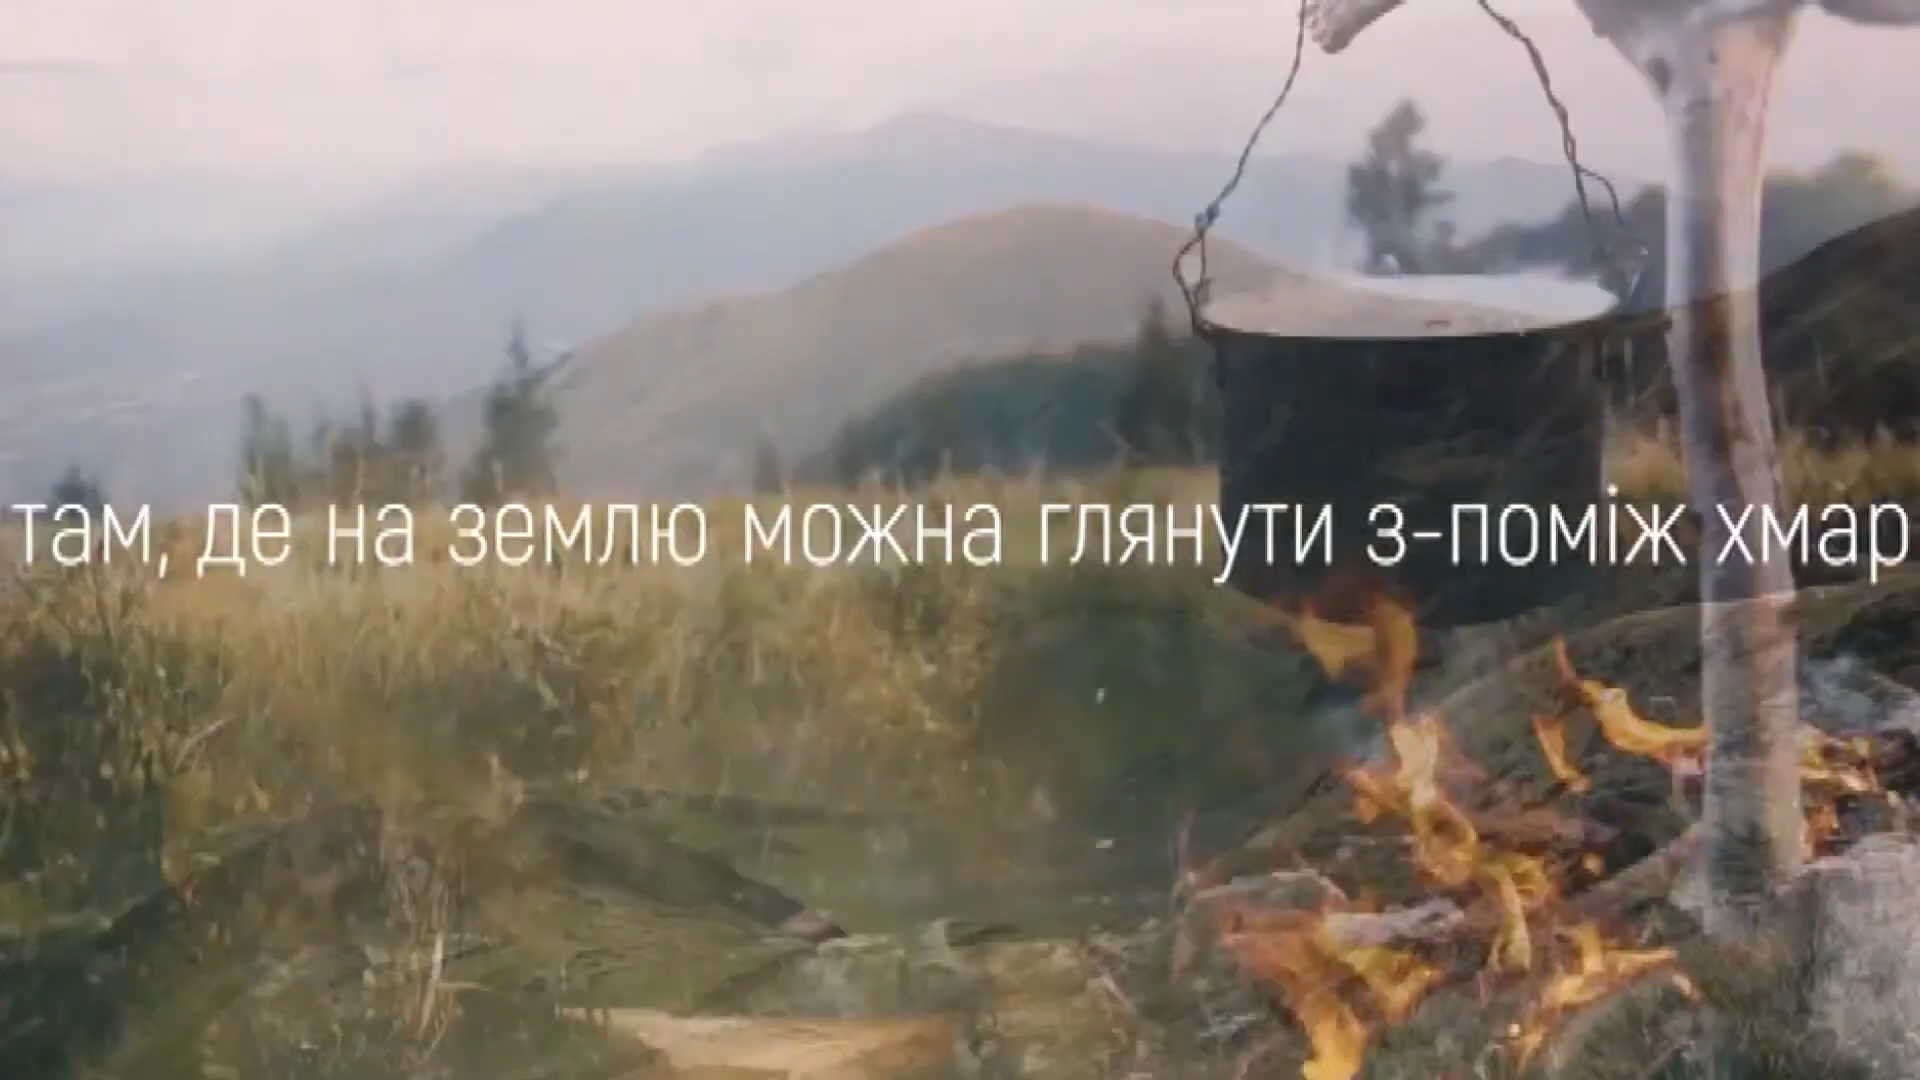 там, де на землю можна глянути з-поміж хмар